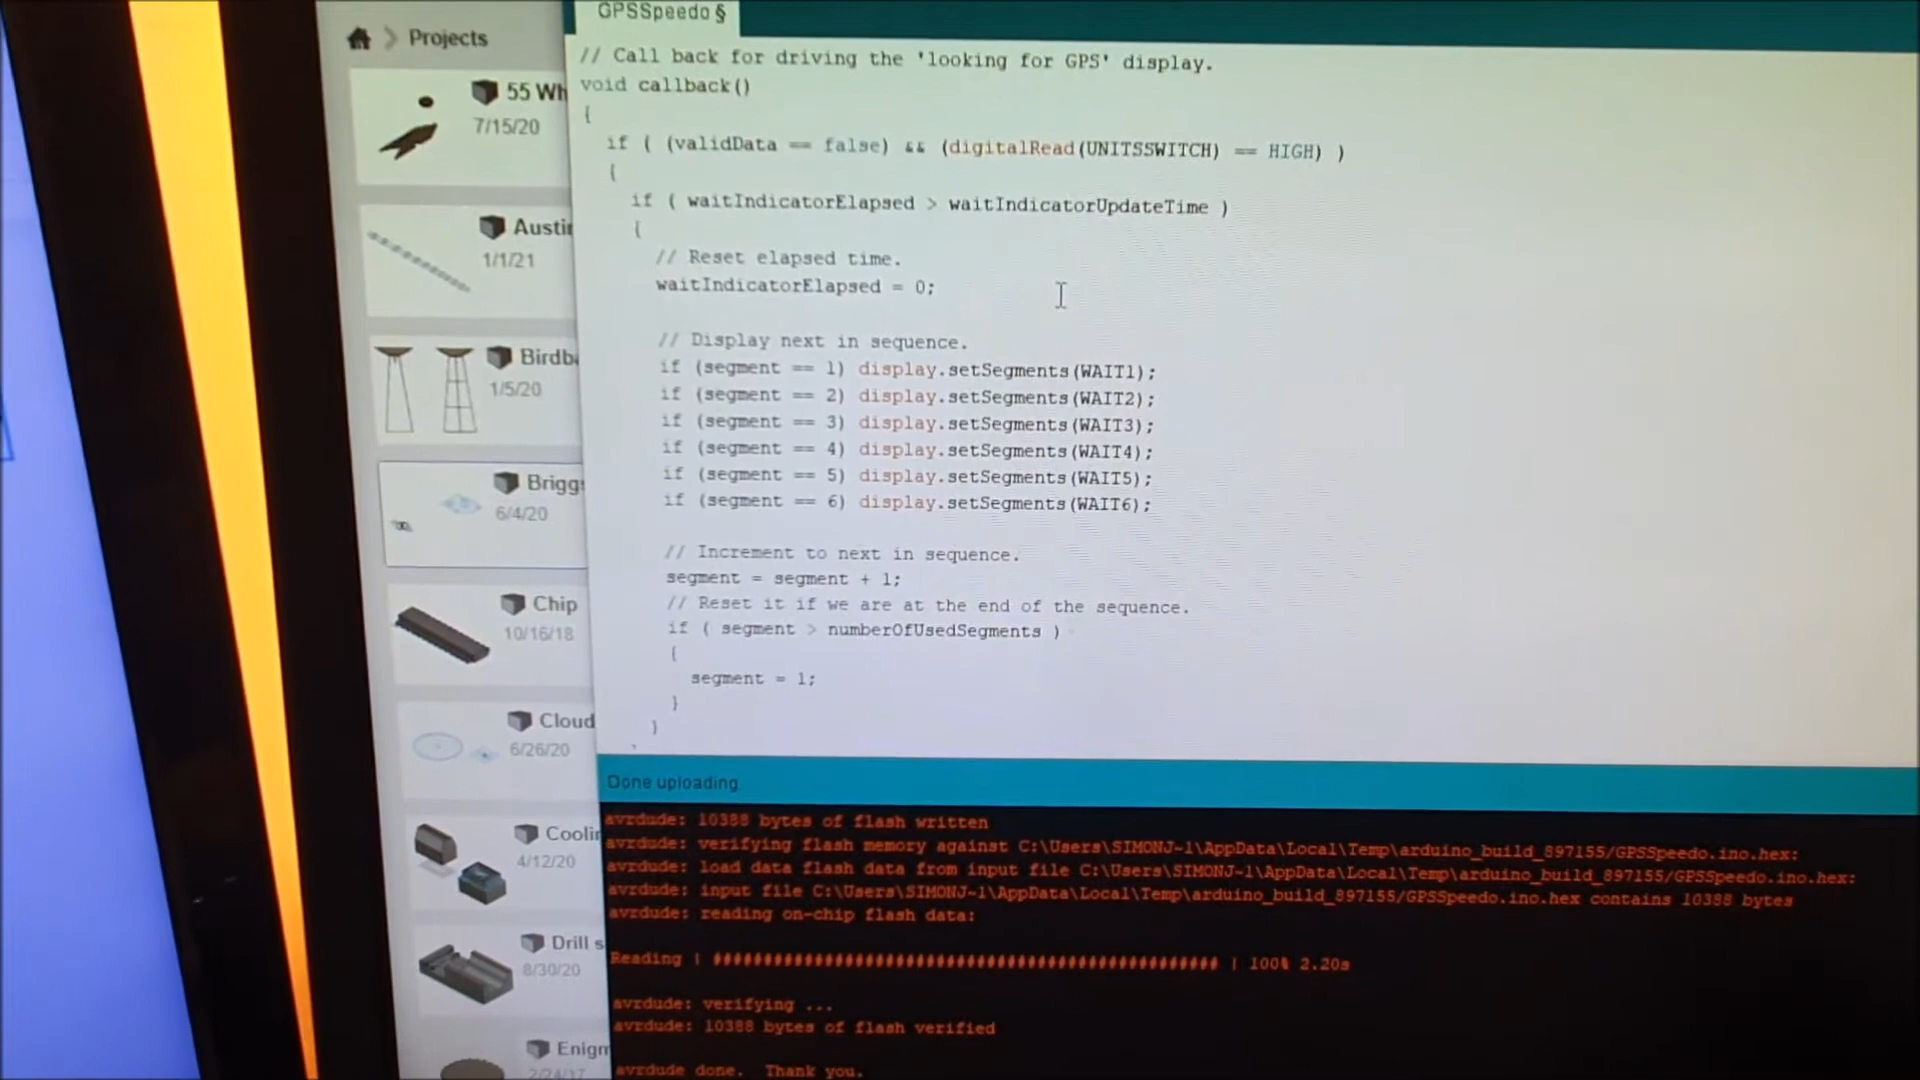 Projects
55 Wh
7/15/20
Austin
1/1/21
Birdba
1/5/20
Briggs
6/4/20
Chip
10/16/18
Cloud
6/26/20
Coolin
4/12/20
Drill s
8/30/20
Enigm
2/24/17
GPSSpeedo §
// Call back for driving the 'looking for GPS' display.
void callback()
{
if ( (validData == false) && (digitalRead(UNITSSWITCH) == HIGH) )
{
if ( waitIndicatorElapsed > waitIndicatorUpdateTime )
{
// Reset elapsed time.
waitIndicatorElapsed = 0;
// Display next in sequence.
if (segment == 1) display.setSegments(WAIT1);
if (segment == 2) display.setSegments(WAIT2);
if (segment == 3) display.setSegments(WAIT3);
if (segment == 4) display.setSegments(WAIT4);
if (segment == 5) display.setSegments(WAIT5);
if (segment == 6) display.setSegments(WAIT6);
// Increment to next in sequence.
segment = segment + 1;
// Reset it if we are at the end of the sequence.
if ( segment > numberOfUsedSegments )
{
segment = 1;
}
}
Done uploading.
avrdude: 10388 bytes of flash written
avrdude: verifying flash memory against C:\Users\SIMONJ~1\AppData\Local\Temp\arduino_build_897155/GPSSpeedo.ino.hex:
avrdude: load data flash data from input file C:\Users\SIMONJ~1\AppData\Local\Temp\arduino_build_897155/GPSSpeedo.ino.hex:
avrdude: input file C:\Users\SIMONJ~1\AppData\Local\Temp\arduino_build_897155/GPSSpeedo.ino.hex contains 10388 bytes
avrdude: reading on-chip flash data:
Reading | ################################################## | 100% 2.20s
avrdude: verifying ...
avrdude: 10388 bytes of flash verified
avrdude done. Thank you.